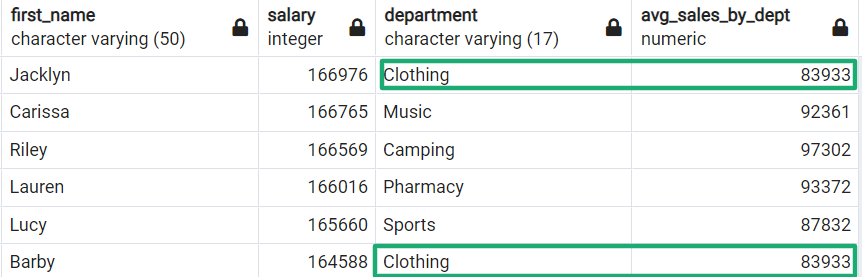 first_name salary department avg_sales_by_dept
character varying (50) integer character varying (17) numeric
Jacklyn 166976 Clothing 83933
Carissa 166765 Music 92361
Riley 166569 Camping 97302
Lauren 166016 Pharmacy 93372
Lucy 165660 Sports 87832
Barby 164588 Clothing 83933